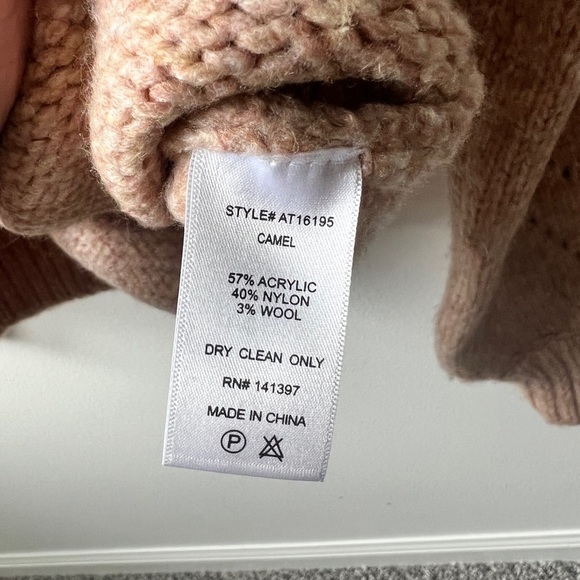 STYLE# AT16195
CAMEL
57% ACRYLIC
40% NYLON
3% WOOL
DRY CLEAN ONLY
RN# 141397
MADE IN CHINA
P